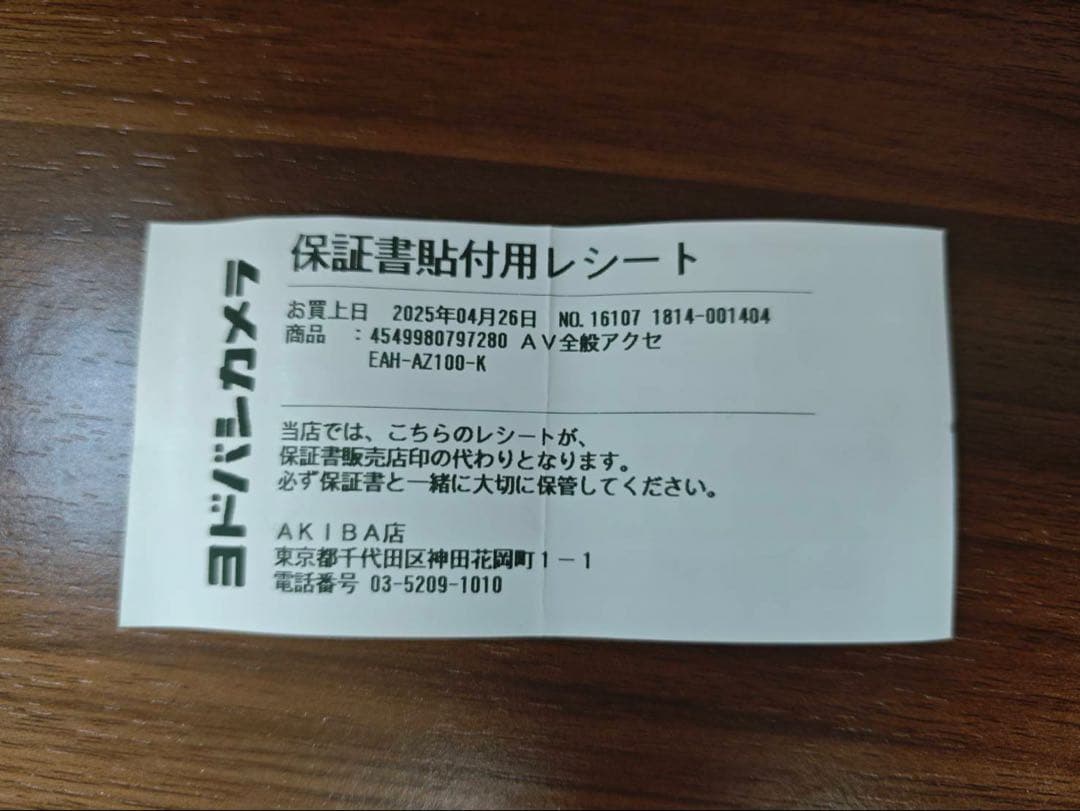 ヨドバシカメラ
保証書貼付用レシート
お買上日　2025年04月26日　NO.16107 1814-001404
商品　：4549980797280 ＡＶ全般アクセ
EAH-AZ100-K
当店では、こちらのレシートが、
保証書販売店印の代わりとなります。
必ず保証書と一緒に大切に保管してください。
ＡＫＩＢＡ店
東京都千代田区神田花岡町１－１
電話番号 03-5209-1010